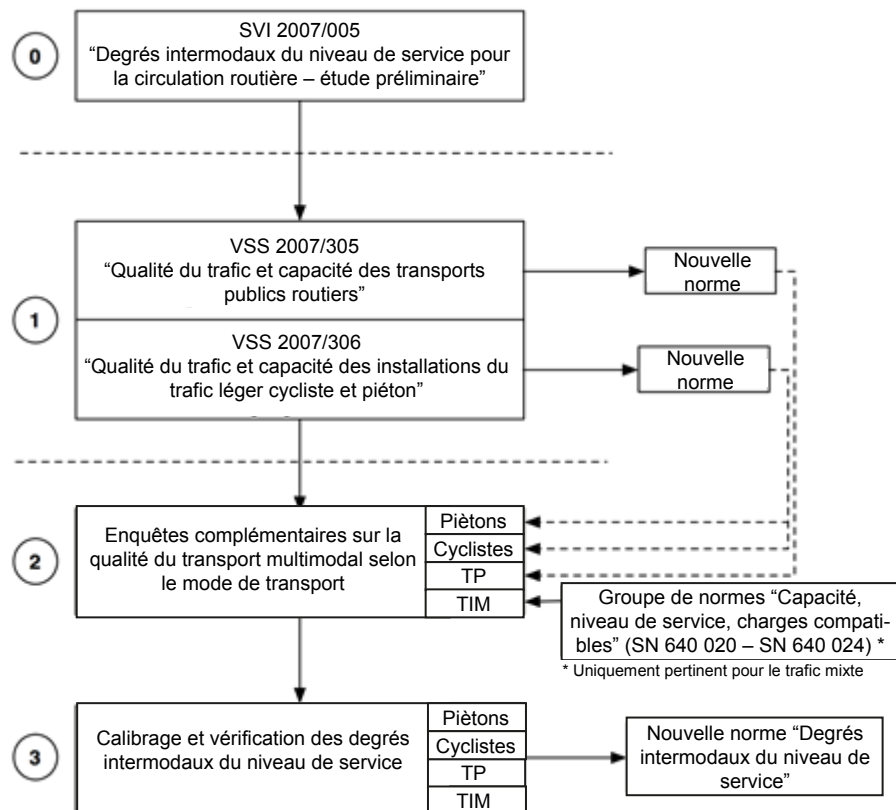 0
SVI 2007/005
“Degrés intermodaux du niveau de service pour
la circulation routière – étude préliminaire”
1
VSS 2007/305
“Qualité du trafic et capacité des transports
publics routiers”
Nouvelle
norme
VSS 2007/306
“Qualité du trafic et capacité des installations du
trafic léger cycliste et piéton”
Nouvelle
norme
2
Enquêtes complémentaires sur la
qualité du transport multimodal selon
le mode de transport
Piètons
Cyclistes
TP
TIM
Groupe de normes “Capacité,
niveau de service, charges compati-
bles” (SN 640 020 – SN 640 024) *
* Uniquement pertinent pour le trafic mixte
3
Calibrage et vérification des degrés
intermodaux du niveau de service
Piètons
Cyclistes
TP
TIM
Nouvelle norme “Degrés
intermodaux du niveau de
service”